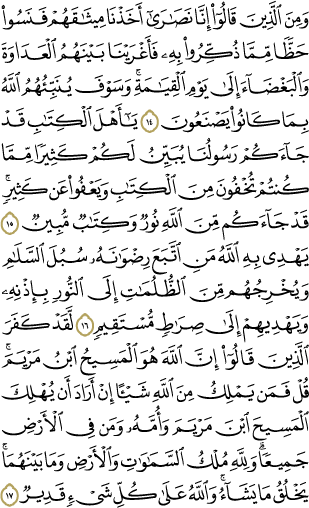 وَمِنَ ٱلَّذِينَ قَالُوٓا۟ إِنَّا نَصَـٰرَىٰٓ أَخَذْنَا مِيثَـٰقَهُمْ فَنَسُوا۟
حَظًّا مِّمَّا ذُكِّرُوا۟ بِهِۦ فَأَغْرَيْنَا بَيْنَهُمُ ٱلْعَدَاوَةَ
وَٱلْبَغْضَآءَ إِلَىٰ يَوْمِ ٱلْقِيَـٰمَةِ ۚ وَسَوْفَ يُنَبِّئُهُمُ ٱللَّهُ
بِمَا كَانُوا۟ يَصْنَعُونَ ١٤ يَـٰٓأَهْلَ ٱلْكِتَـٰبِ قَدْ
جَآءَكُمْ رَسُولُنَا يُبَيِّنُ لَكُمْ كَثِيرًا مِّمَّا
كُنتُمْ تُخْفُونَ مِنَ ٱلْكِتَـٰبِ وَيَعْفُوا۟ عَن كَثِيرٍ ۚ
قَدْ جَآءَكُم مِّنَ ٱللَّهِ نُورٌ وَكِتَـٰبٌ مُّبِينٌ ١٥
يَهْدِى بِهِ ٱللَّهُ مَنِ ٱتَّبَعَ رِضْوَٰنَهُۥ سُبُلَ ٱلسَّلَـٰمِ
وَيُخْرِجُهُم مِّنَ ٱلظُّلُمَـٰتِ إِلَى ٱلنُّورِ بِإِذْنِهِۦ
وَيَهْدِيهِمْ إِلَىٰ صِرَٰطٍ مُّسْتَقِيمٍ ١٦ لَّقَدْ كَفَرَ
ٱلَّذِينَ قَالُوٓا۟ إِنَّ ٱللَّهَ هُوَ ٱلْمَسِيحُ ٱبْنُ مَرْيَمَ ۚ
قُلْ فَمَن يَمْلِكُ مِنَ ٱللَّهِ شَيْـًٔا إِنْ أَرَادَ أَن يُهْلِكَ
ٱلْمَسِيحَ ٱبْنَ مَرْيَمَ وَأُمَّهُۥ وَمَن فِى ٱلْأَرْضِ
جَمِيعًا ۗ وَلِلَّهِ مُلْكُ ٱلسَّمَـٰوَٰتِ وَٱلْأَرْضِ وَمَا بَيْنَهُمَا ۚ
يَخْلُقُ مَا يَشَآءُ ۚ وَٱللَّهُ عَلَىٰ كُلِّ شَىْءٍ قَدِيرٌ ١٧